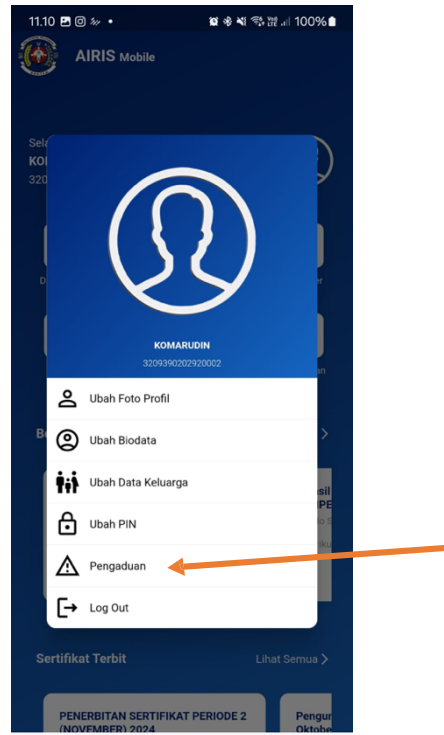 11.10
100%
AIRIS Mobile
KOMARUDIN
3209390202920002
Ubah Foto Profil
Ubah Biodata
Ubah Data Keluarga
Ubah PIN
Pengaduan
Log Out
Sertifikat Terbit
Lihat Semua
PENERBITAN SERTIFIKAT PERIODE 2
(NOVEMBER) 2024